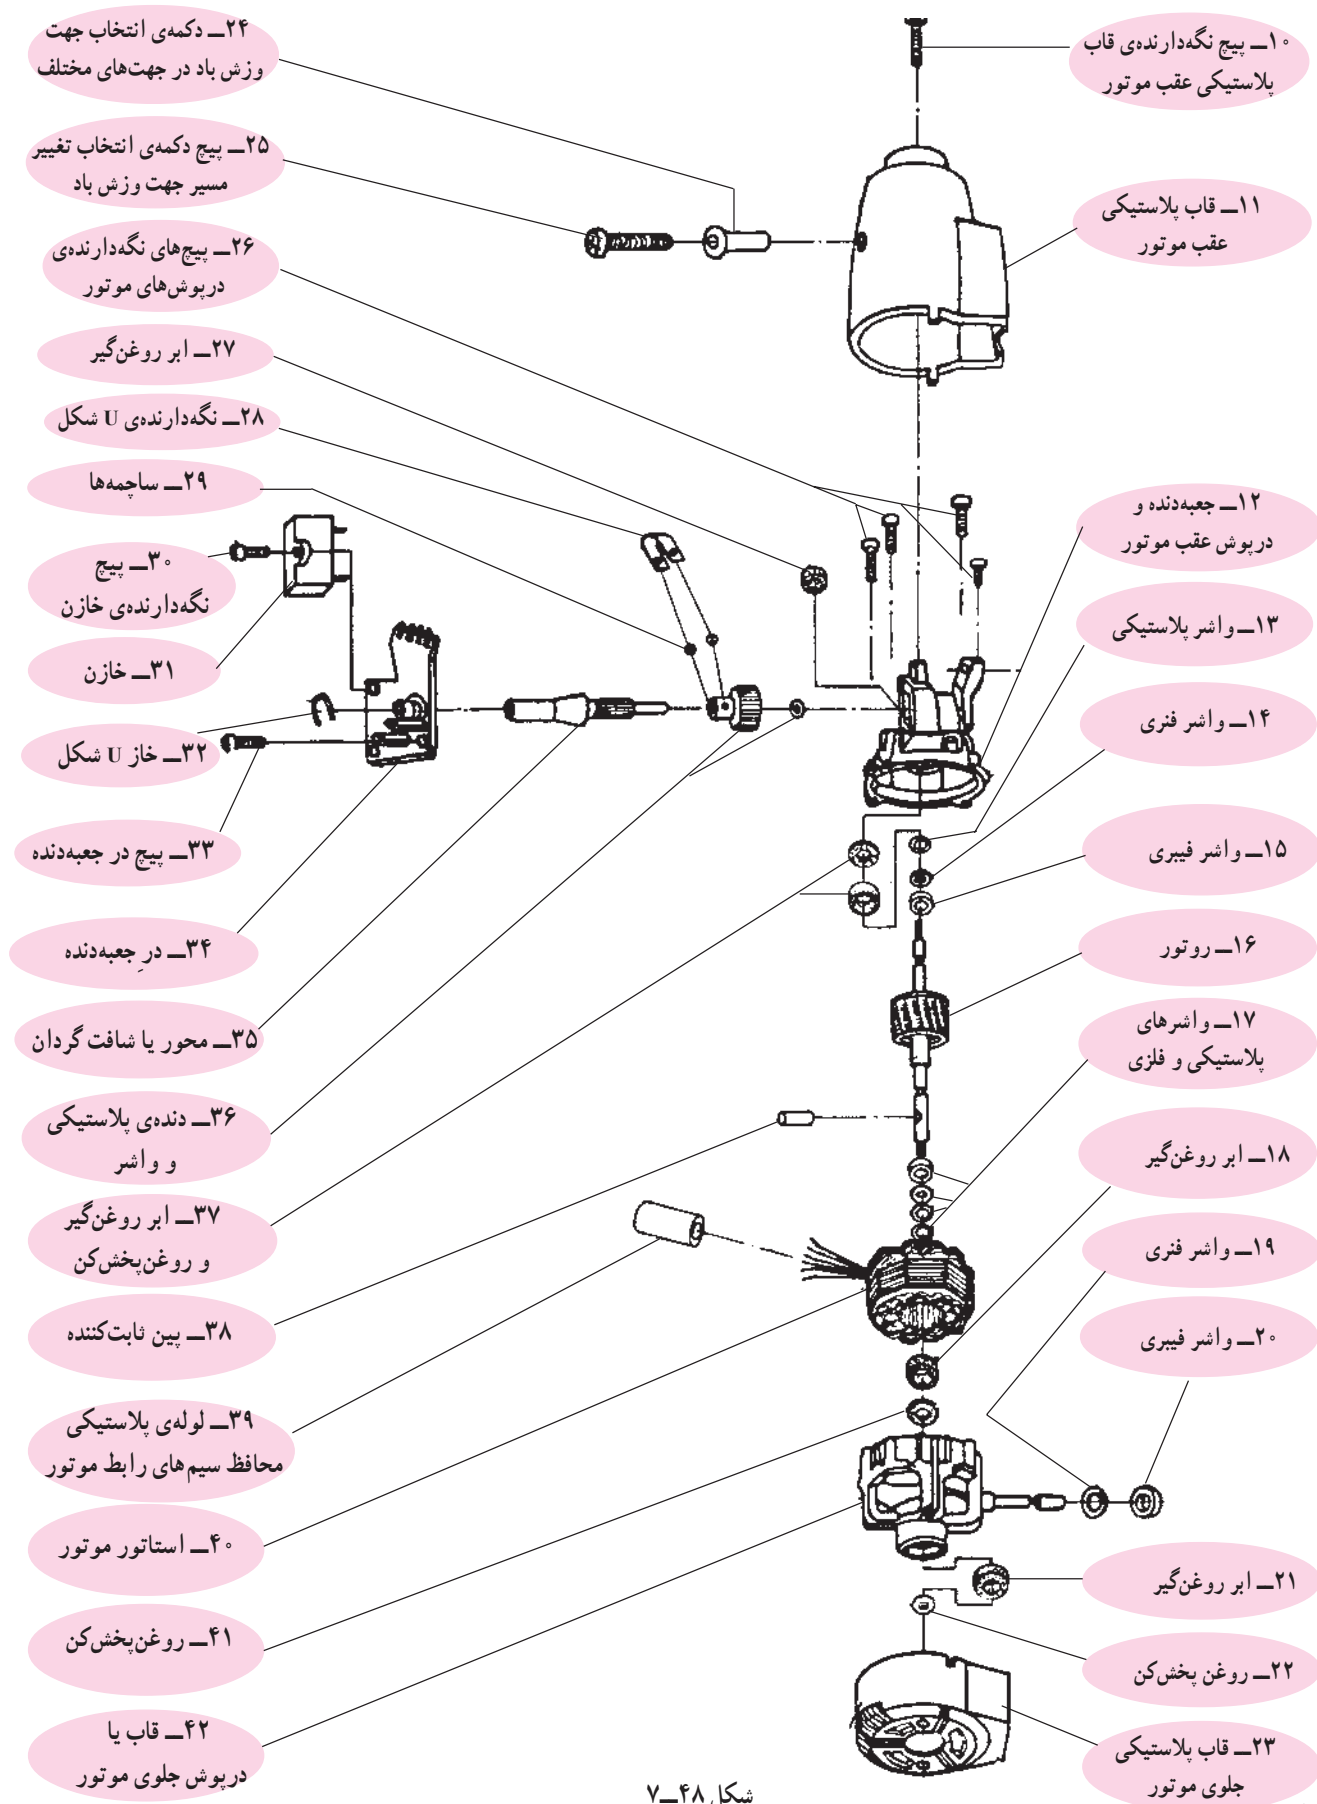 ۱۰ــ پیچ نگه‌دارنده‌ی قاب
پلاستیکی عقب موتور
۱۱ــ قاب پلاستیکی
عقب موتور
۱۲ــ جعبه‌دنده و
درپوش عقب موتور
۱۳ــ واشر پلاستیکی
۱۴ــ واشر فنری
۱۵ــ واشر فیبری
۱۶ــ روتور
۱۷ــ واشرهای
پلاستیکی و فلزی
۱۸ــ ابر روغن‌گیر
۱۹ــ واشر فنری
۲۰ــ واشر فیبری
۲۱ــ ابر روغن‌گیر
۲۲ــ روغن پخش‌کن
۲۳ــ قاب پلاستیکی
جلوی موتور
۲۴ــ دکمه‌ی انتخاب جهت
وزش باد در جهت‌های مختلف
۲۵ــ پیچ دکمه‌ی انتخاب تغییر
مسیر جهت وزش باد
۲۶ــ پیچ‌های نگه‌دارنده‌ی
درپوش‌های موتور
۲۷ــ ابر روغن‌گیر
۲۸ــ نگه‌دارنده‌ی U شکل
۲۹ــ ساچمه‌ها
۳۰ــ پیچ
نگه‌دارنده‌ی خازن
۳۱ــ خازن
۳۲ــ خاز U شکل
۳۳ــ پیچ در جعبه‌دنده
۳۴ــ درِ جعبه‌دنده
۳۵ــ محور یا شافت گردان
۳۶ــ دنده‌ی پلاستیکی
و واشر
۳۷ــ ابر روغن‌گیر
و روغن‌پخش‌کن
۳۸ــ پین ثابت‌کننده
۳۹ــ لوله‌ی پلاستیکی
محافظ سیم‌های رابط موتور
۴۰ــ استاتور موتور
۴۱ــ روغن‌پخش‌کن
۴۲ــ قاب یا
درپوش جلوی موتور
شکل ۴۸ــ۷